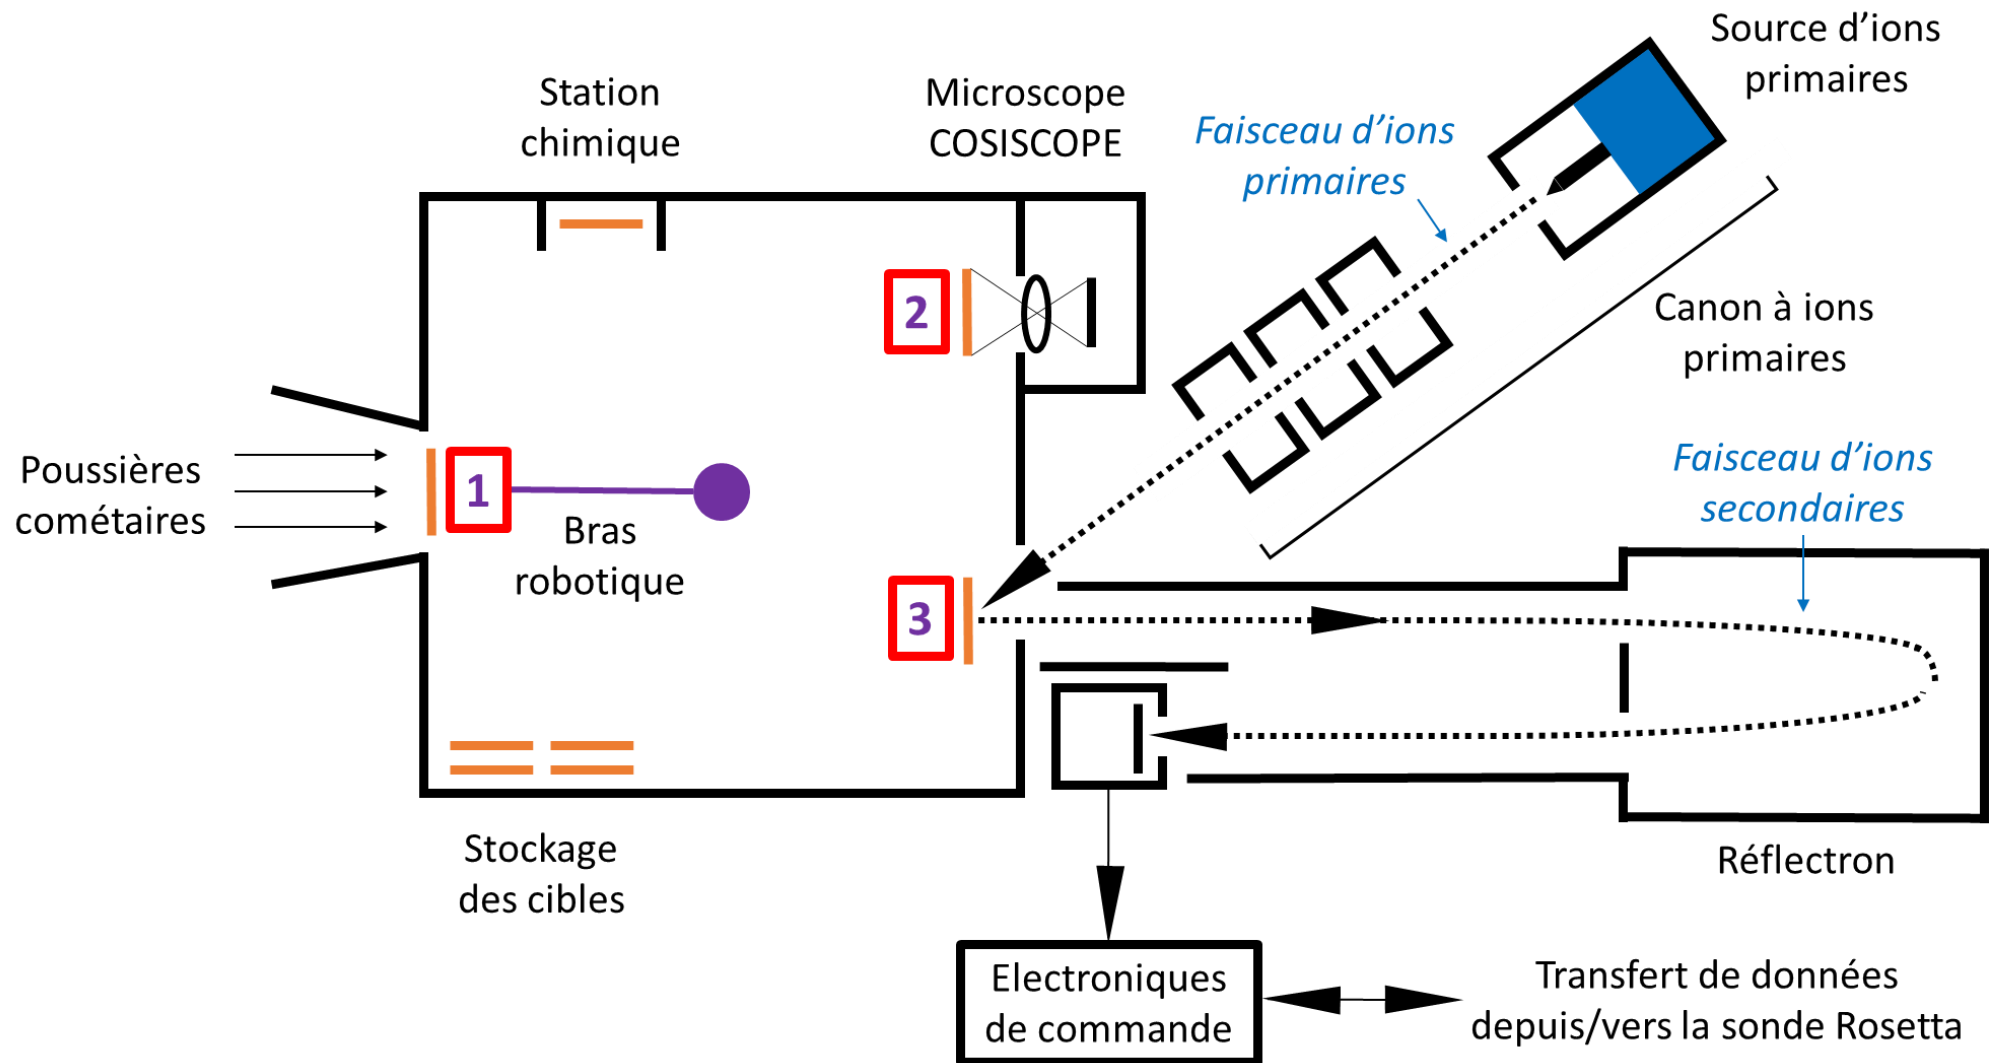 Source d’ions
primaires
Station
chimique
Microscope
COSISCOPE
Faisceau d’ions
primaires
2
Canon à ions
primaires
Poussières
cométaires
1
Bras
robotique
Faisceau d’ions
secondaires
3
Stockage
des cibles
Réflectron
Electroniques
de commande
Transfert de données
depuis/vers la sonde Rosetta